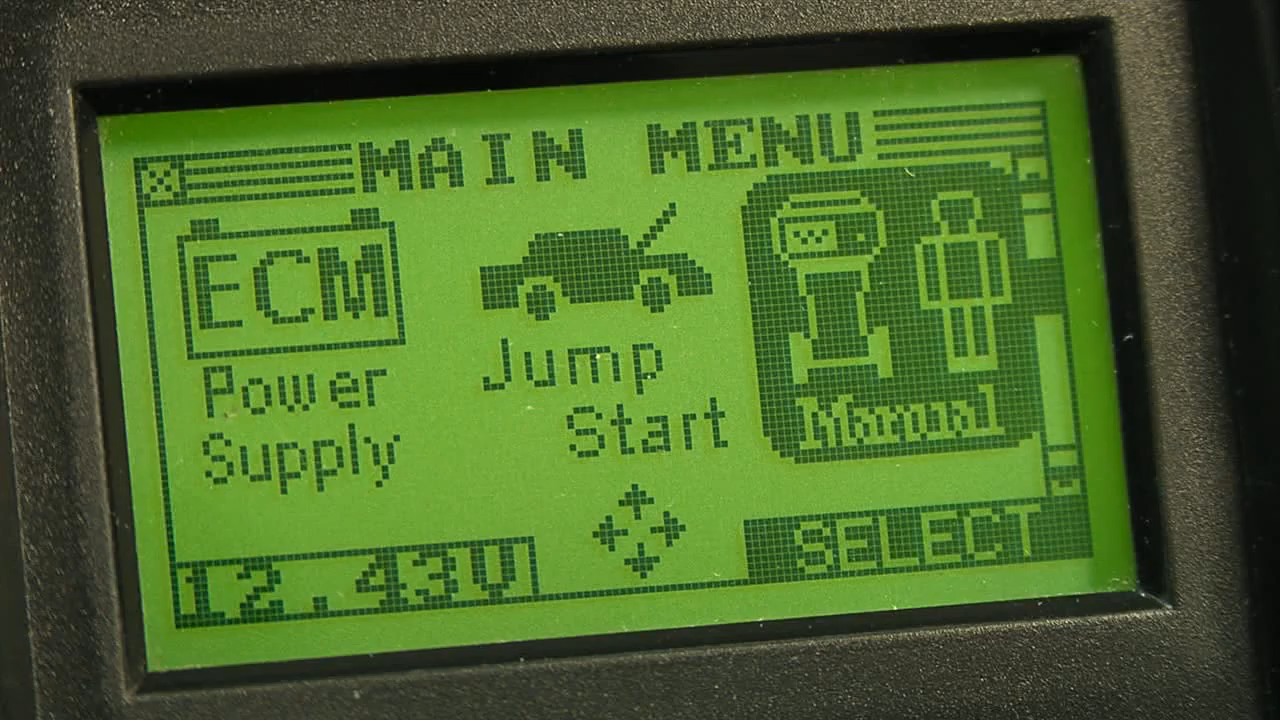 MAIN MENU
ECM
Power
Supply
Jump
Start
Manual
12.43V
SELECT